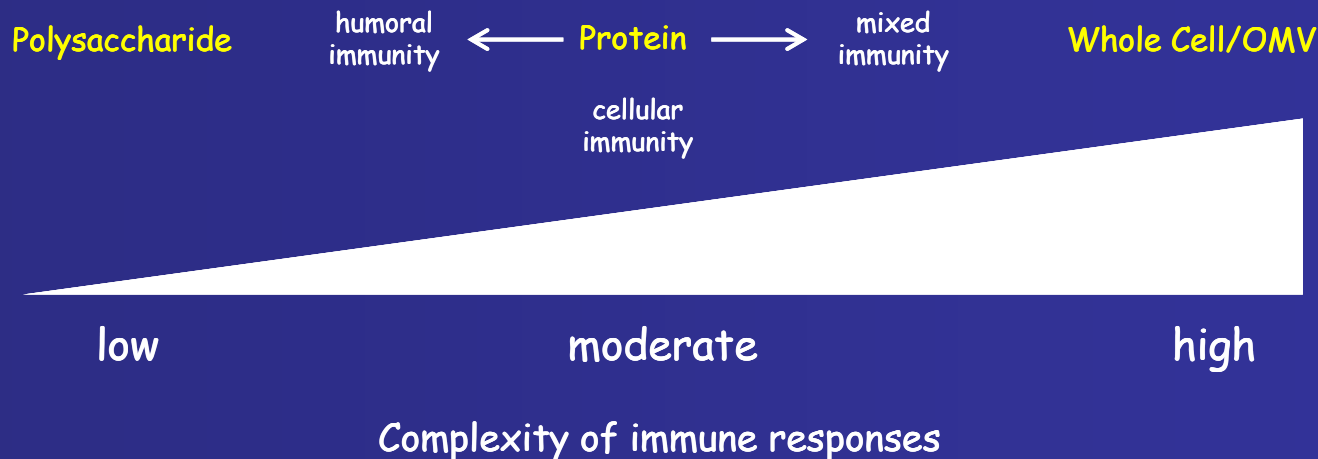 Polysaccharide
humoral
immunity
Protein
mixed
immunity
Whole Cell/OMV
cellular
immunity
low
moderate
high
Complexity of immune responses